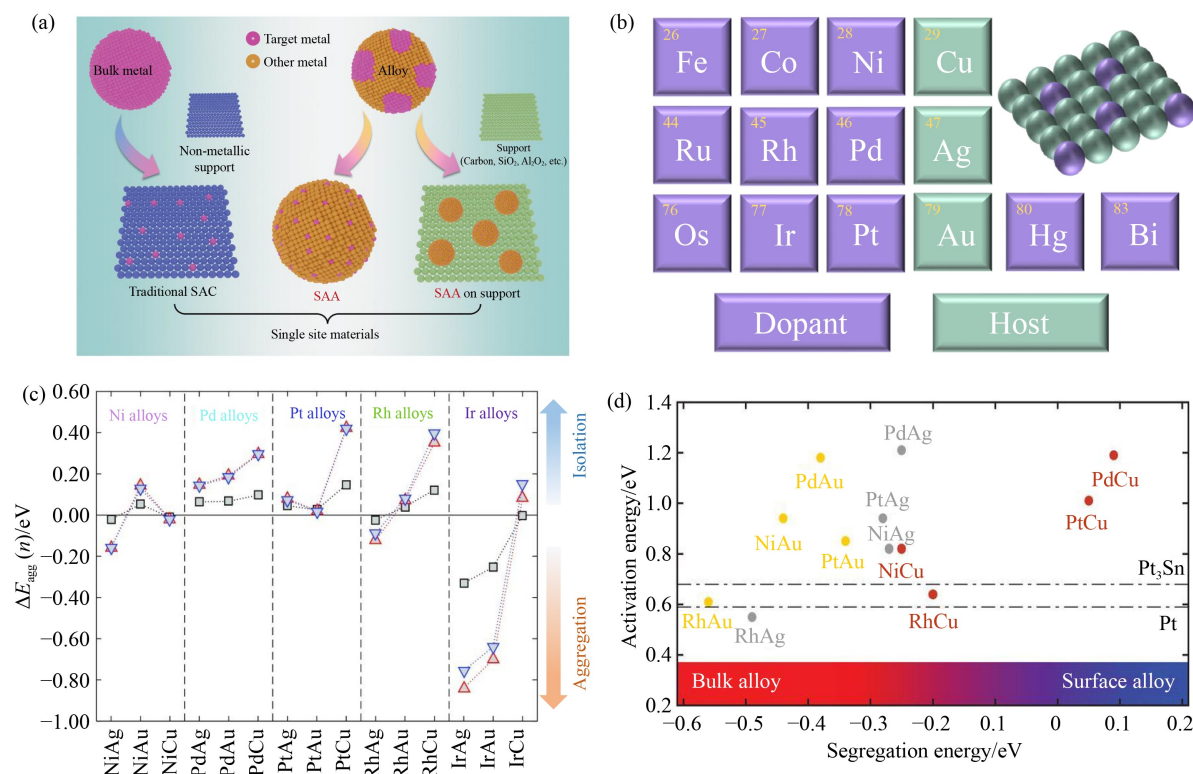 (a)
Target metal
Other metal
Bulk metal
Alloy
Non-metallic
support
Support
(Carbon, SiO₂, Al₂O₂, etc.)
Traditional SAC
SAA
SAA on support
Single site materials
(b)
26
Fe
27
Co
28
Ni
29
Cu
44
Ru
45
Rh
46
Pd
47
Ag
76
Os
77
Ir
78
Pt
79
Au
80
Hg
83
Bi
Dopant
Host
(c)
ΔE_agg (n)/eV
0.60
0.40
0.20
0.00
−0.20
−0.40
−0.60
−0.80
−1.00
Ni alloys
Pd alloys
Pt alloys
Rh alloys
Ir alloys
Isolation
Aggregation
NiAg
NiAu
NiCu
PdAg
PdAu
PdCu
PtAg
PtAu
PtCu
RhAg
RhAu
RhCu
IrAg
IrAu
IrCu
(d)
Activation energy/eV
1.4
1.2
1.0
0.8
0.6
0.4
0.2
PdAg
PdAu
PdCu
PtAg
PtCu
NiAu
NiAg
PtAu
NiCu
Pt₃Sn
RhAu
RhAg
RhCu
Pt
Bulk alloy
Surface alloy
−0.6 −0.5 −0.4 −0.3 −0.2 0.1 0 0.1 0.21
Segregation energy/eV